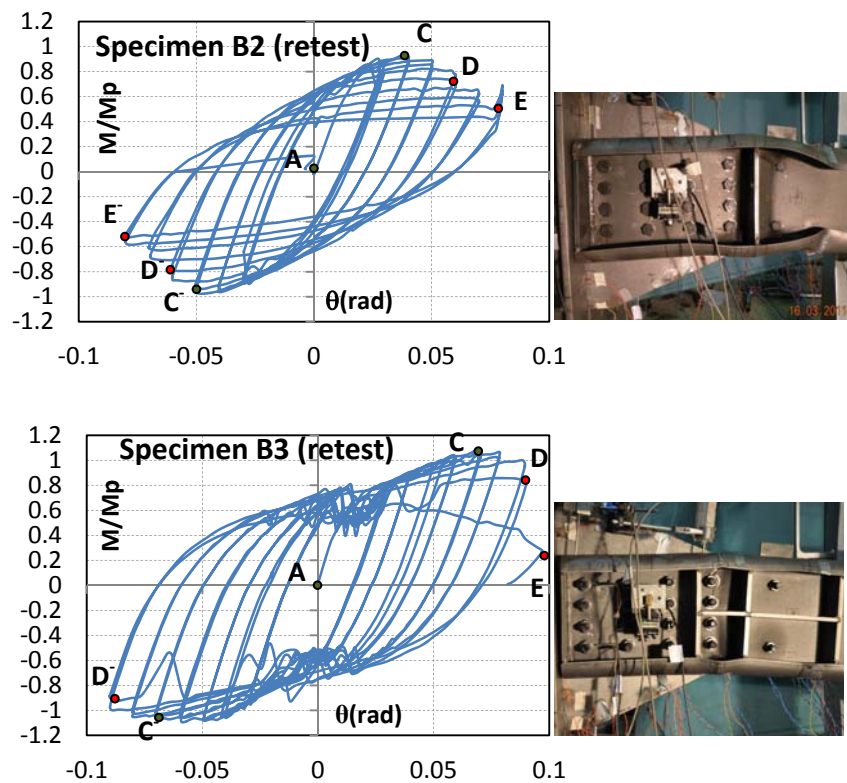 Specimen B2 (retest)
M/Mp
1.2
1
0.8
0.6
0.4
0.2
0
-0.2
-0.4
-0.6
-0.8
-1
-1.2
A
C
D
E
E-
D-
C-
θ(rad)
-0.1
-0.05
0
0.05
0.1
16 03 2011
Specimen B3 (retest)
M/Mp
1.2
1
0.8
0.6
0.4
0.2
0
-0.2
-0.4
-0.6
-0.8
-1
-1.2
A
C
D
E
D-
C-
θ(rad)
-0.1
-0.05
0
0.05
0.1